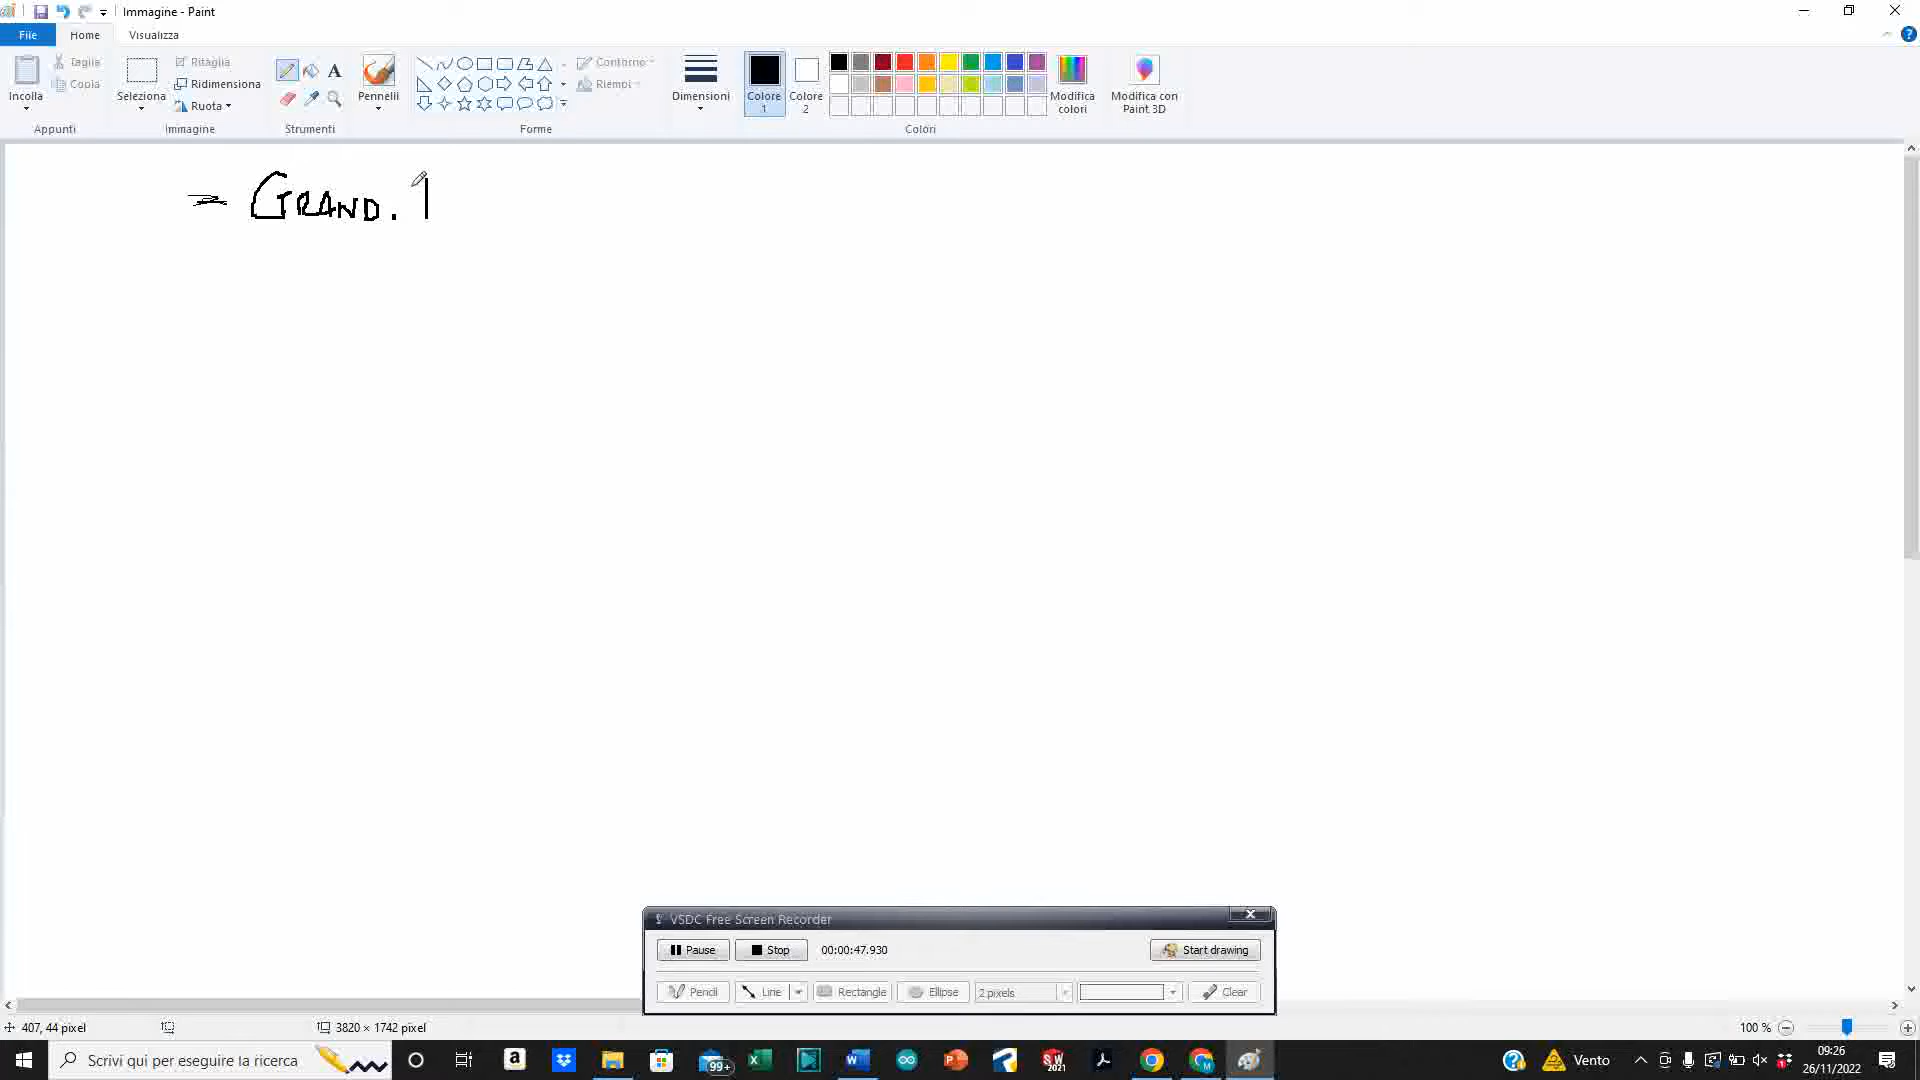 Immagine - Paint
File Home Visualizza
Incolla Taglia Copia Appunti
Seleziona Ritaglia Ridimensiona Ruota Immagine
A Strumenti
Pennelli
Forme Contorno Riempi
Dimensioni
Colore 1 Colore 2 Colori
Modifica colori
Modifica con Paint 3D
GRAND.
VSDC Free Screen Recorder
Pause Stop 00:00:47.930 Start drawing
Pencil Line Rectangle Ellipse 2 pixels Clear
407, 44 pixel 3820 × 1742 pixel 100 %
Scrivi qui per eseguire la ricerca 99+ SW 2021 Vento 09:26
26/11/2022